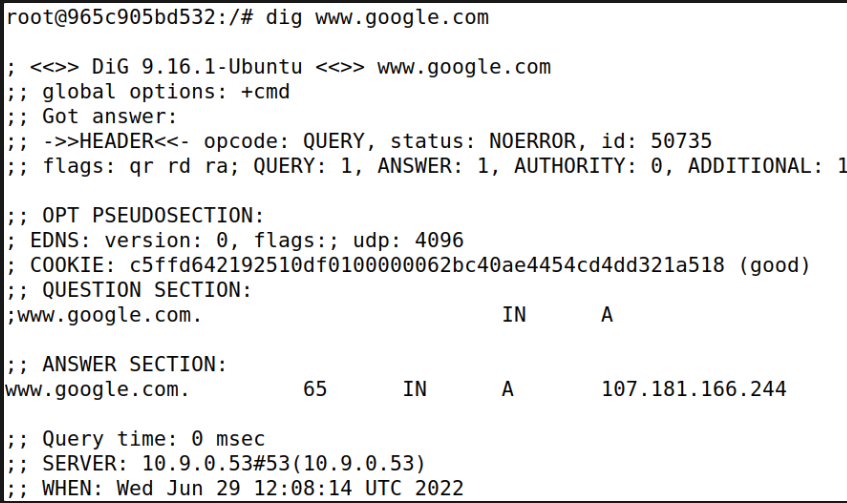 root@965c905bd532:/# dig www.google.com
; <<>> DiG 9.16.1-Ubuntu <<>> www.google.com
;; global options: +cmd
;; Got answer:
;; ->>HEADER<<- opcode: QUERY, status: NOERROR, id: 50735
;; flags: qr rd ra; QUERY: 1, ANSWER: 1, AUTHORITY: 0, ADDITIONAL: 1
;; OPT PSEUDOSECTION:
; EDNS: version: 0, flags:; udp: 4096
; COOKIE: c5ffd642192510df0100000062bc40ae4454cd4dd321a518 (good)
;; QUESTION SECTION:
;www.google.com. IN A
;; ANSWER SECTION:
www.google.com. 65 IN A 107.181.166.244
;; Query time: 0 msec
;; SERVER: 10.9.0.53#53(10.9.0.53)
;; WHEN: Wed Jun 29 12:08:14 UTC 2022